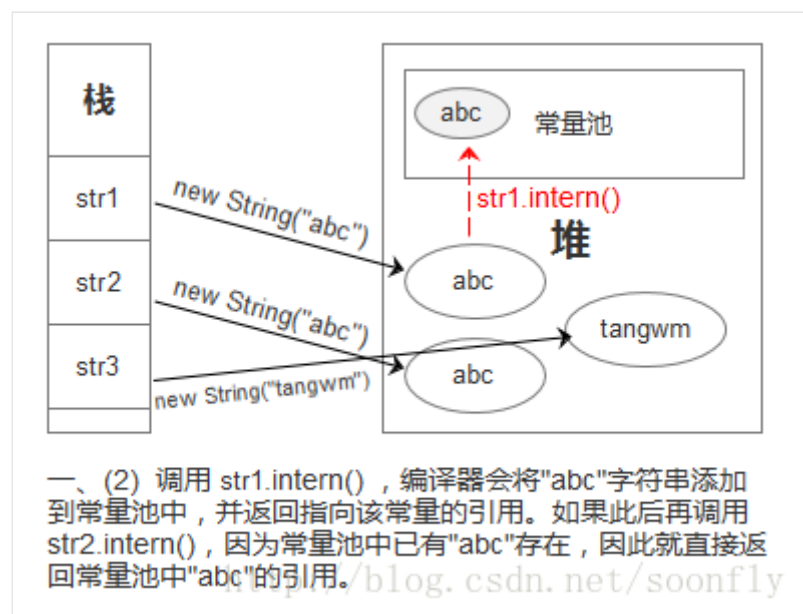 栈
str1
str2
str3
new String("abc")
new String("abc")
new String("tangwm")
abc
常量池
str1.intern()
堆
abc
tangwm
abc
一、(2) 调用 str1.intern() ，编译器会将"abc"字符串添加
到常量池中，并返回指向该常量的引用。如果此后再调用
str2.intern()，因为常量池中已有"abc"存在，因此就直接返
回常量池中"abc"的引用。
http://blog.csdn.net/soonfly